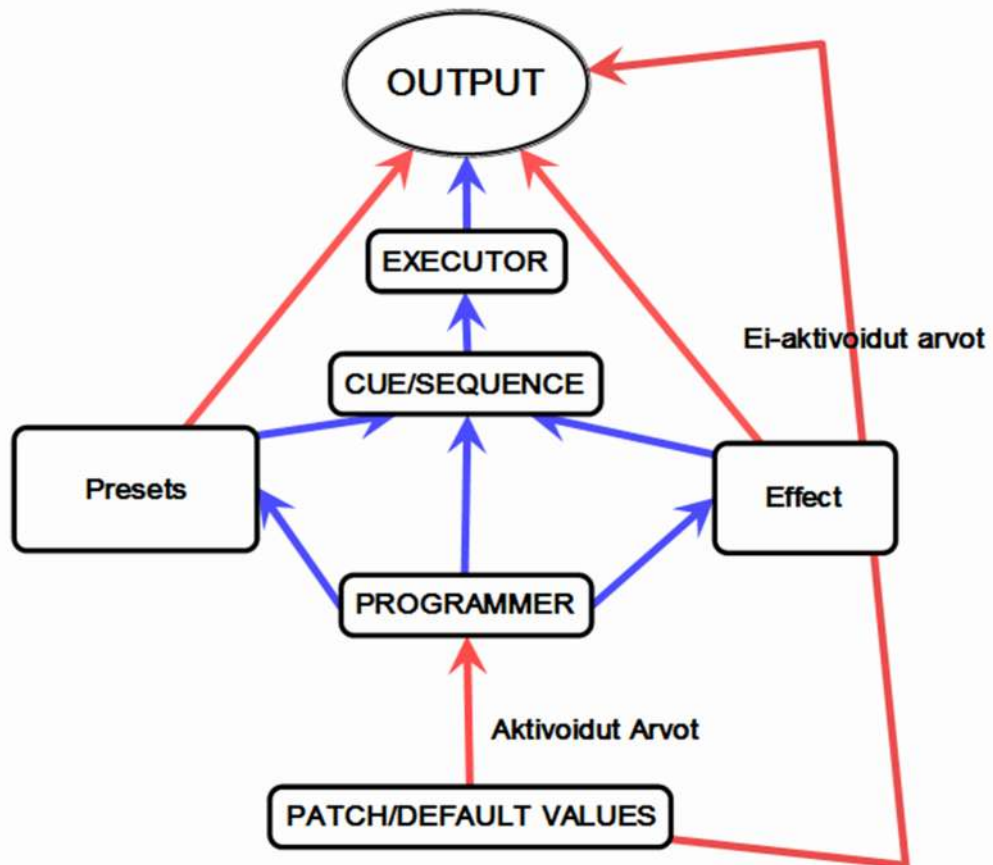 OUTPUT
EXECUTOR
Ei-aktivoidut arvot
CUE/SEQUENCE
Presets
Effect
PROGRAMMER
Aktivoidut Arvot
PATCH/DEFAULT VALUES